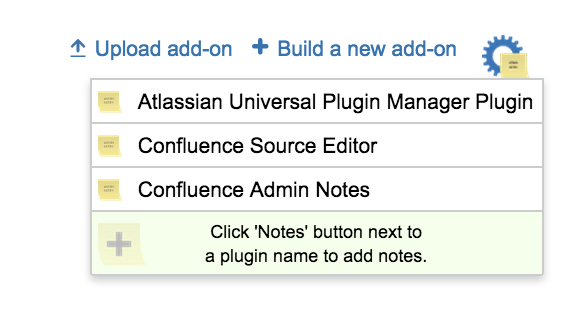 Upload add-on Build a new add-on
Atlassian Universal Plugin Manager Plugin
Confluence Source Editor
Confluence Admin Notes
Click 'Notes' button next to
a plugin name to add notes.